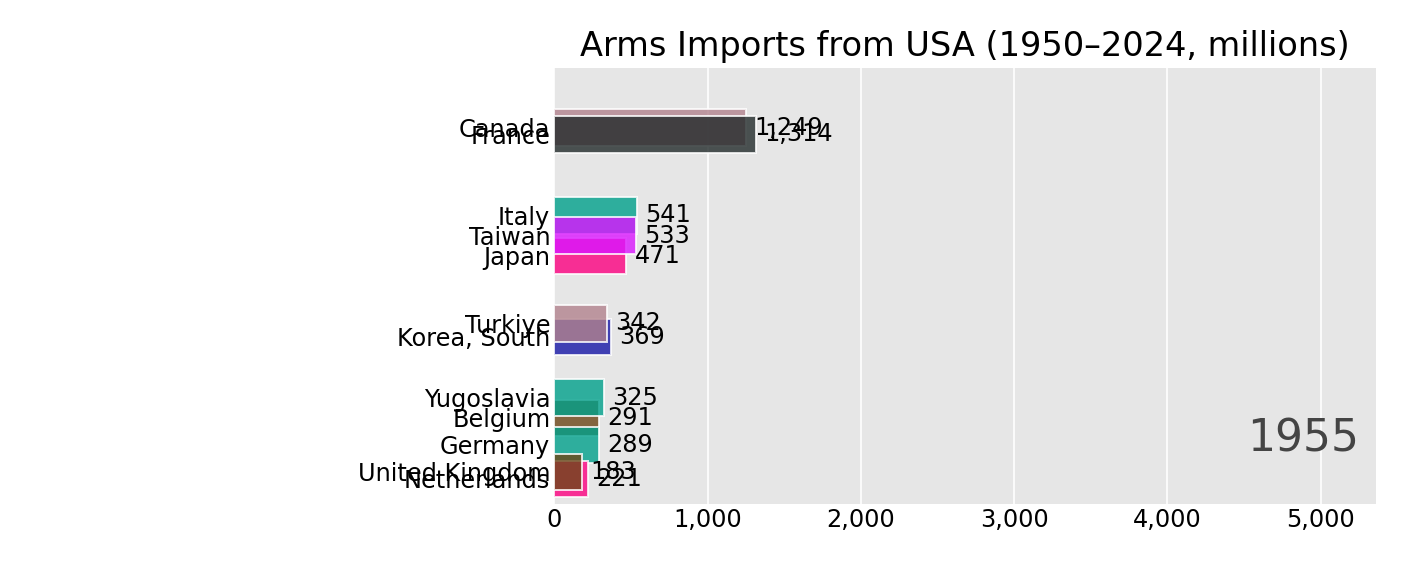 Arms Imports from USA (1950–2024, millions)
Canada 1,249
France 1,314
Italy 541
Taiwan 533
Japan 471
Turkiye 342
Korea, South 369
Yugoslavia 325
Belgium 291
1955
Germany 289
United Kingdom 183
Netherlands 221
0 1,000 2,000 3,000 4,000 5,000